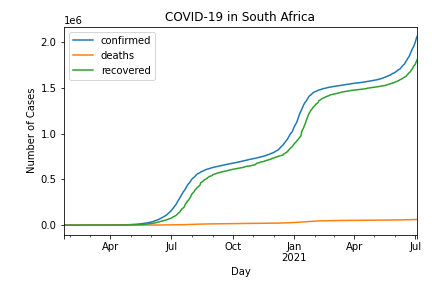 COVID-19 in South Africa
1e6
confirmed
deaths
recovered
Number of Cases
2.0
1.5
1.0
0.5
0.0
Apr Jul Oct Jan Apr Jul
2021
Day